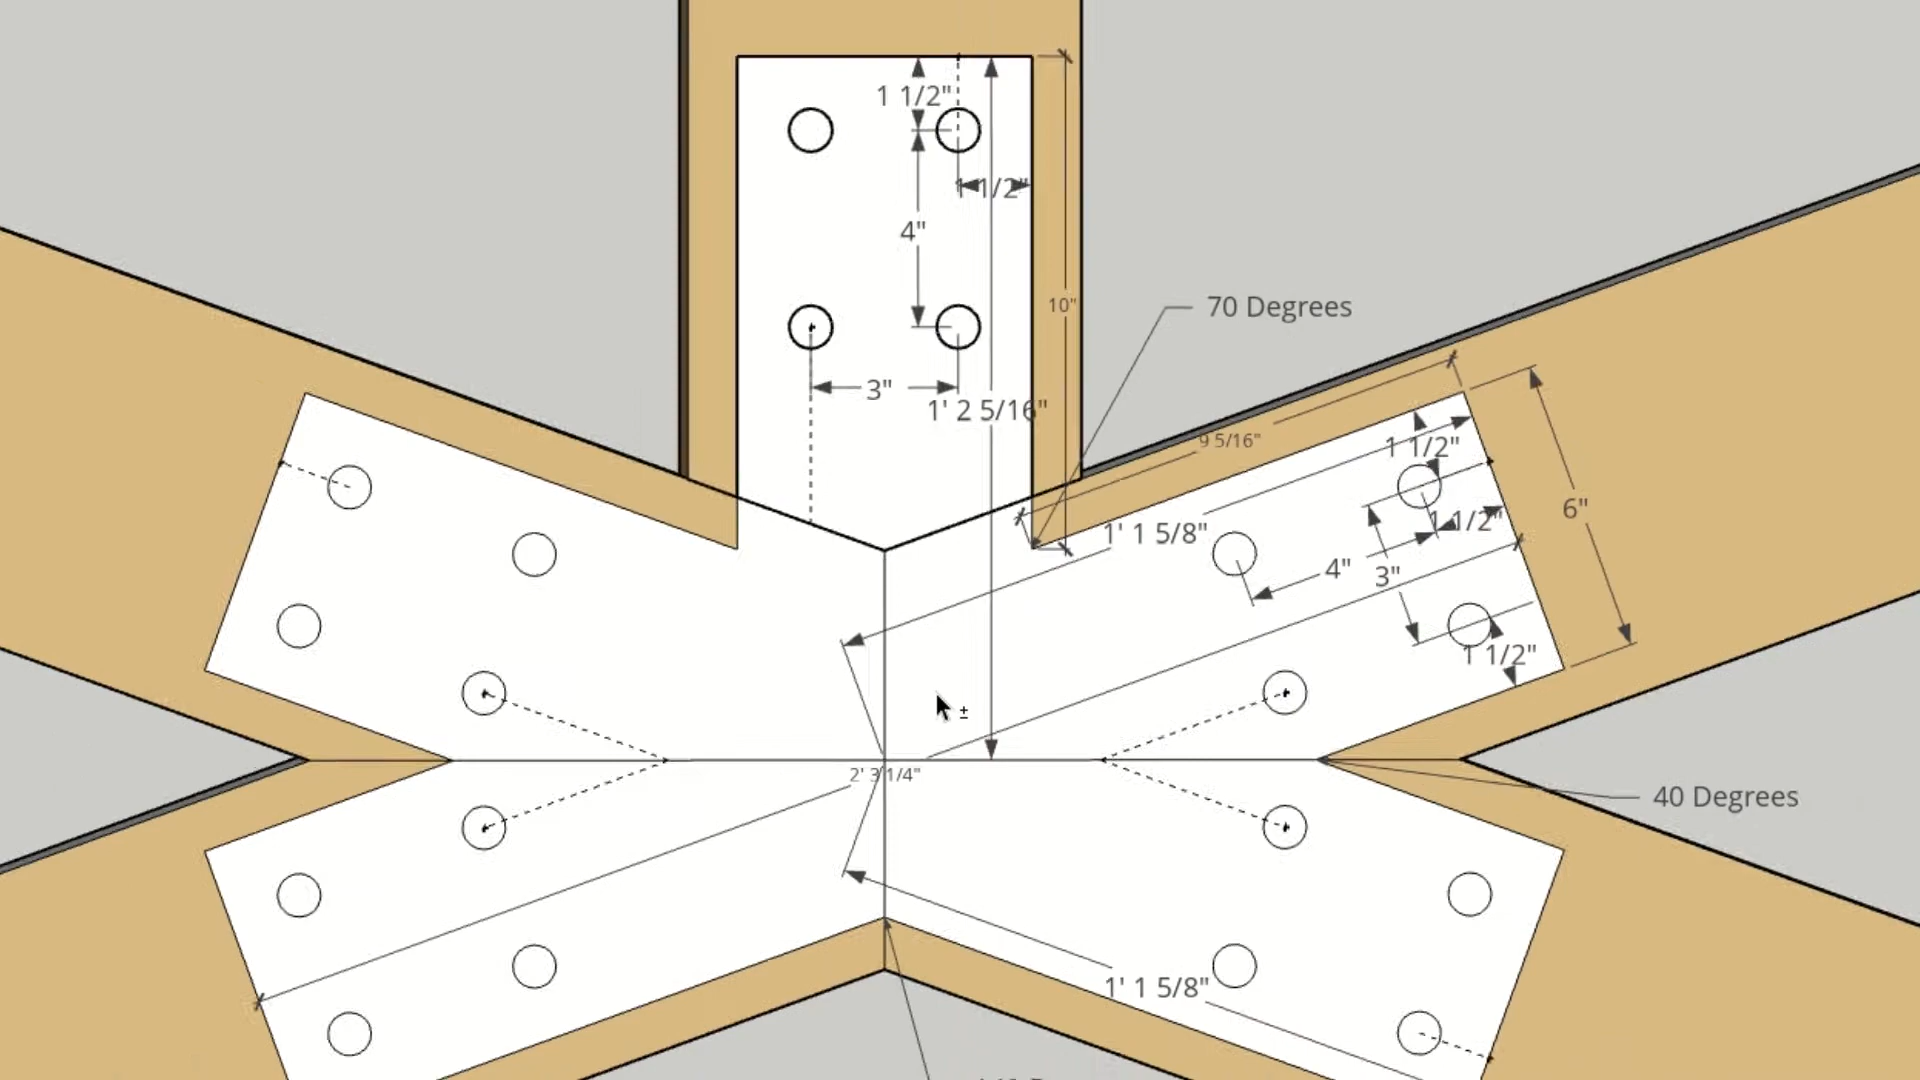 1 1/2"
1 1/2"
4"
10"
70 Degrees
3"
1' 2 5/16"
9 5/16"
1 1/2"
6"
1 1/2"
1' 1 5/8"
4"
3"
1 1/2"
2' 3 1/4"
40 Degrees
1' 1 5/8"